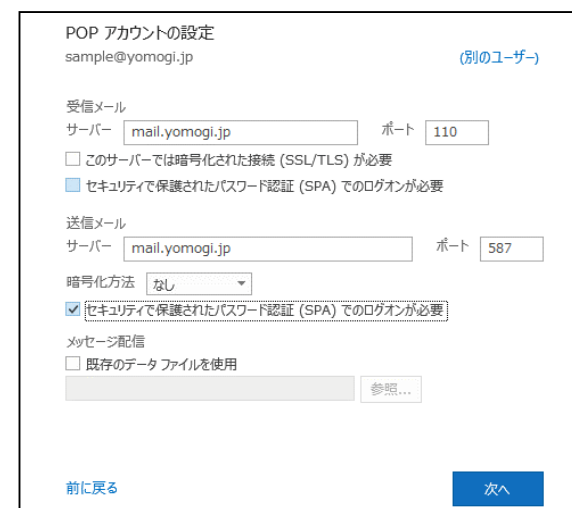 POP アカウントの設定
sample@yomogi.jp (別のユーザー)
受信メール
サーバー mail.yomogi.jp ポート 110
このサーバーでは暗号化された接続 (SSL/TLS) が必要
セキュリティで保護されたパスワード認証 (SPA) でのログオンが必要
送信メール
サーバー mail.yomogi.jp ポート 587
暗号化方法 なし
セキュリティで保護されたパスワード認証 (SPA) でのログオンが必要
メッセージ配信
既存のデータ ファイルを使用
参照...
前に戻る 次へ